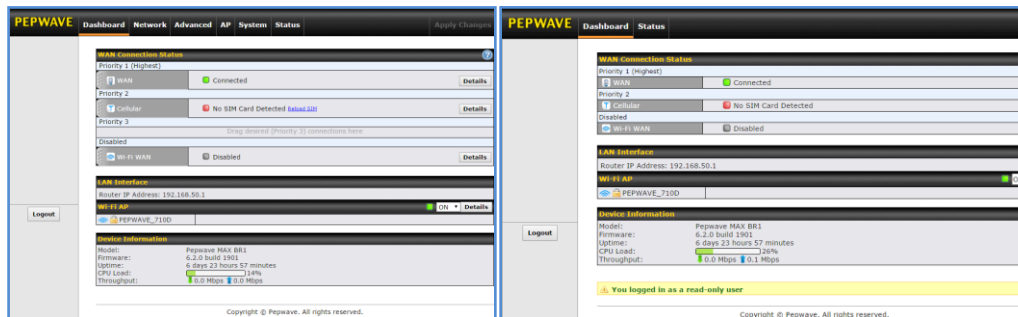 PEPWAVE Dashboard Network Advanced AP System Status Apply Changes
WAN Connection Status
Priority 1 (Highest)
WAN Connected Details
Priority 2
Cellular No SIM Card Detected Reload SIM Details
Priority 3
Drag desired (Priority 3) connections here
Disabled
Wi-Fi WAN Disabled Details
LAN Interface
Router IP Address: 192.168.50.1
Wi-Fi AP ON Details
PEPWAVE_710D
Logout
Device Information
Model: Pepwave MAX BR1
Firmware: 6.2.0 build 1901
Uptime: 6 days 23 hours 57 minutes
CPU Load: 14%
Throughput: 0.0 Mbps 0.0 Mbps
Copyright © Pepwave. All rights reserved.
PEPWAVE Dashboard Status
WAN Connection Status
Priority 1 (Highest)
WAN Connected
Priority 2
Cellular No SIM Card Detected
Disabled
Wi-Fi WAN Disabled
LAN Interface
Router IP Address: 192.168.50.1
Wi-Fi AP
PEPWAVE_710D
Device Information
Logout
Model: Pepwave MAX BR1
Firmware: 6.2.0 build 1901
Uptime: 6 days 23 hours 57 minutes
CPU Load: 26%
Throughput: 0.0 Mbps 0.1 Mbps
You logged in as a read-only user
Copyright © Pepwave. All rights reserved.